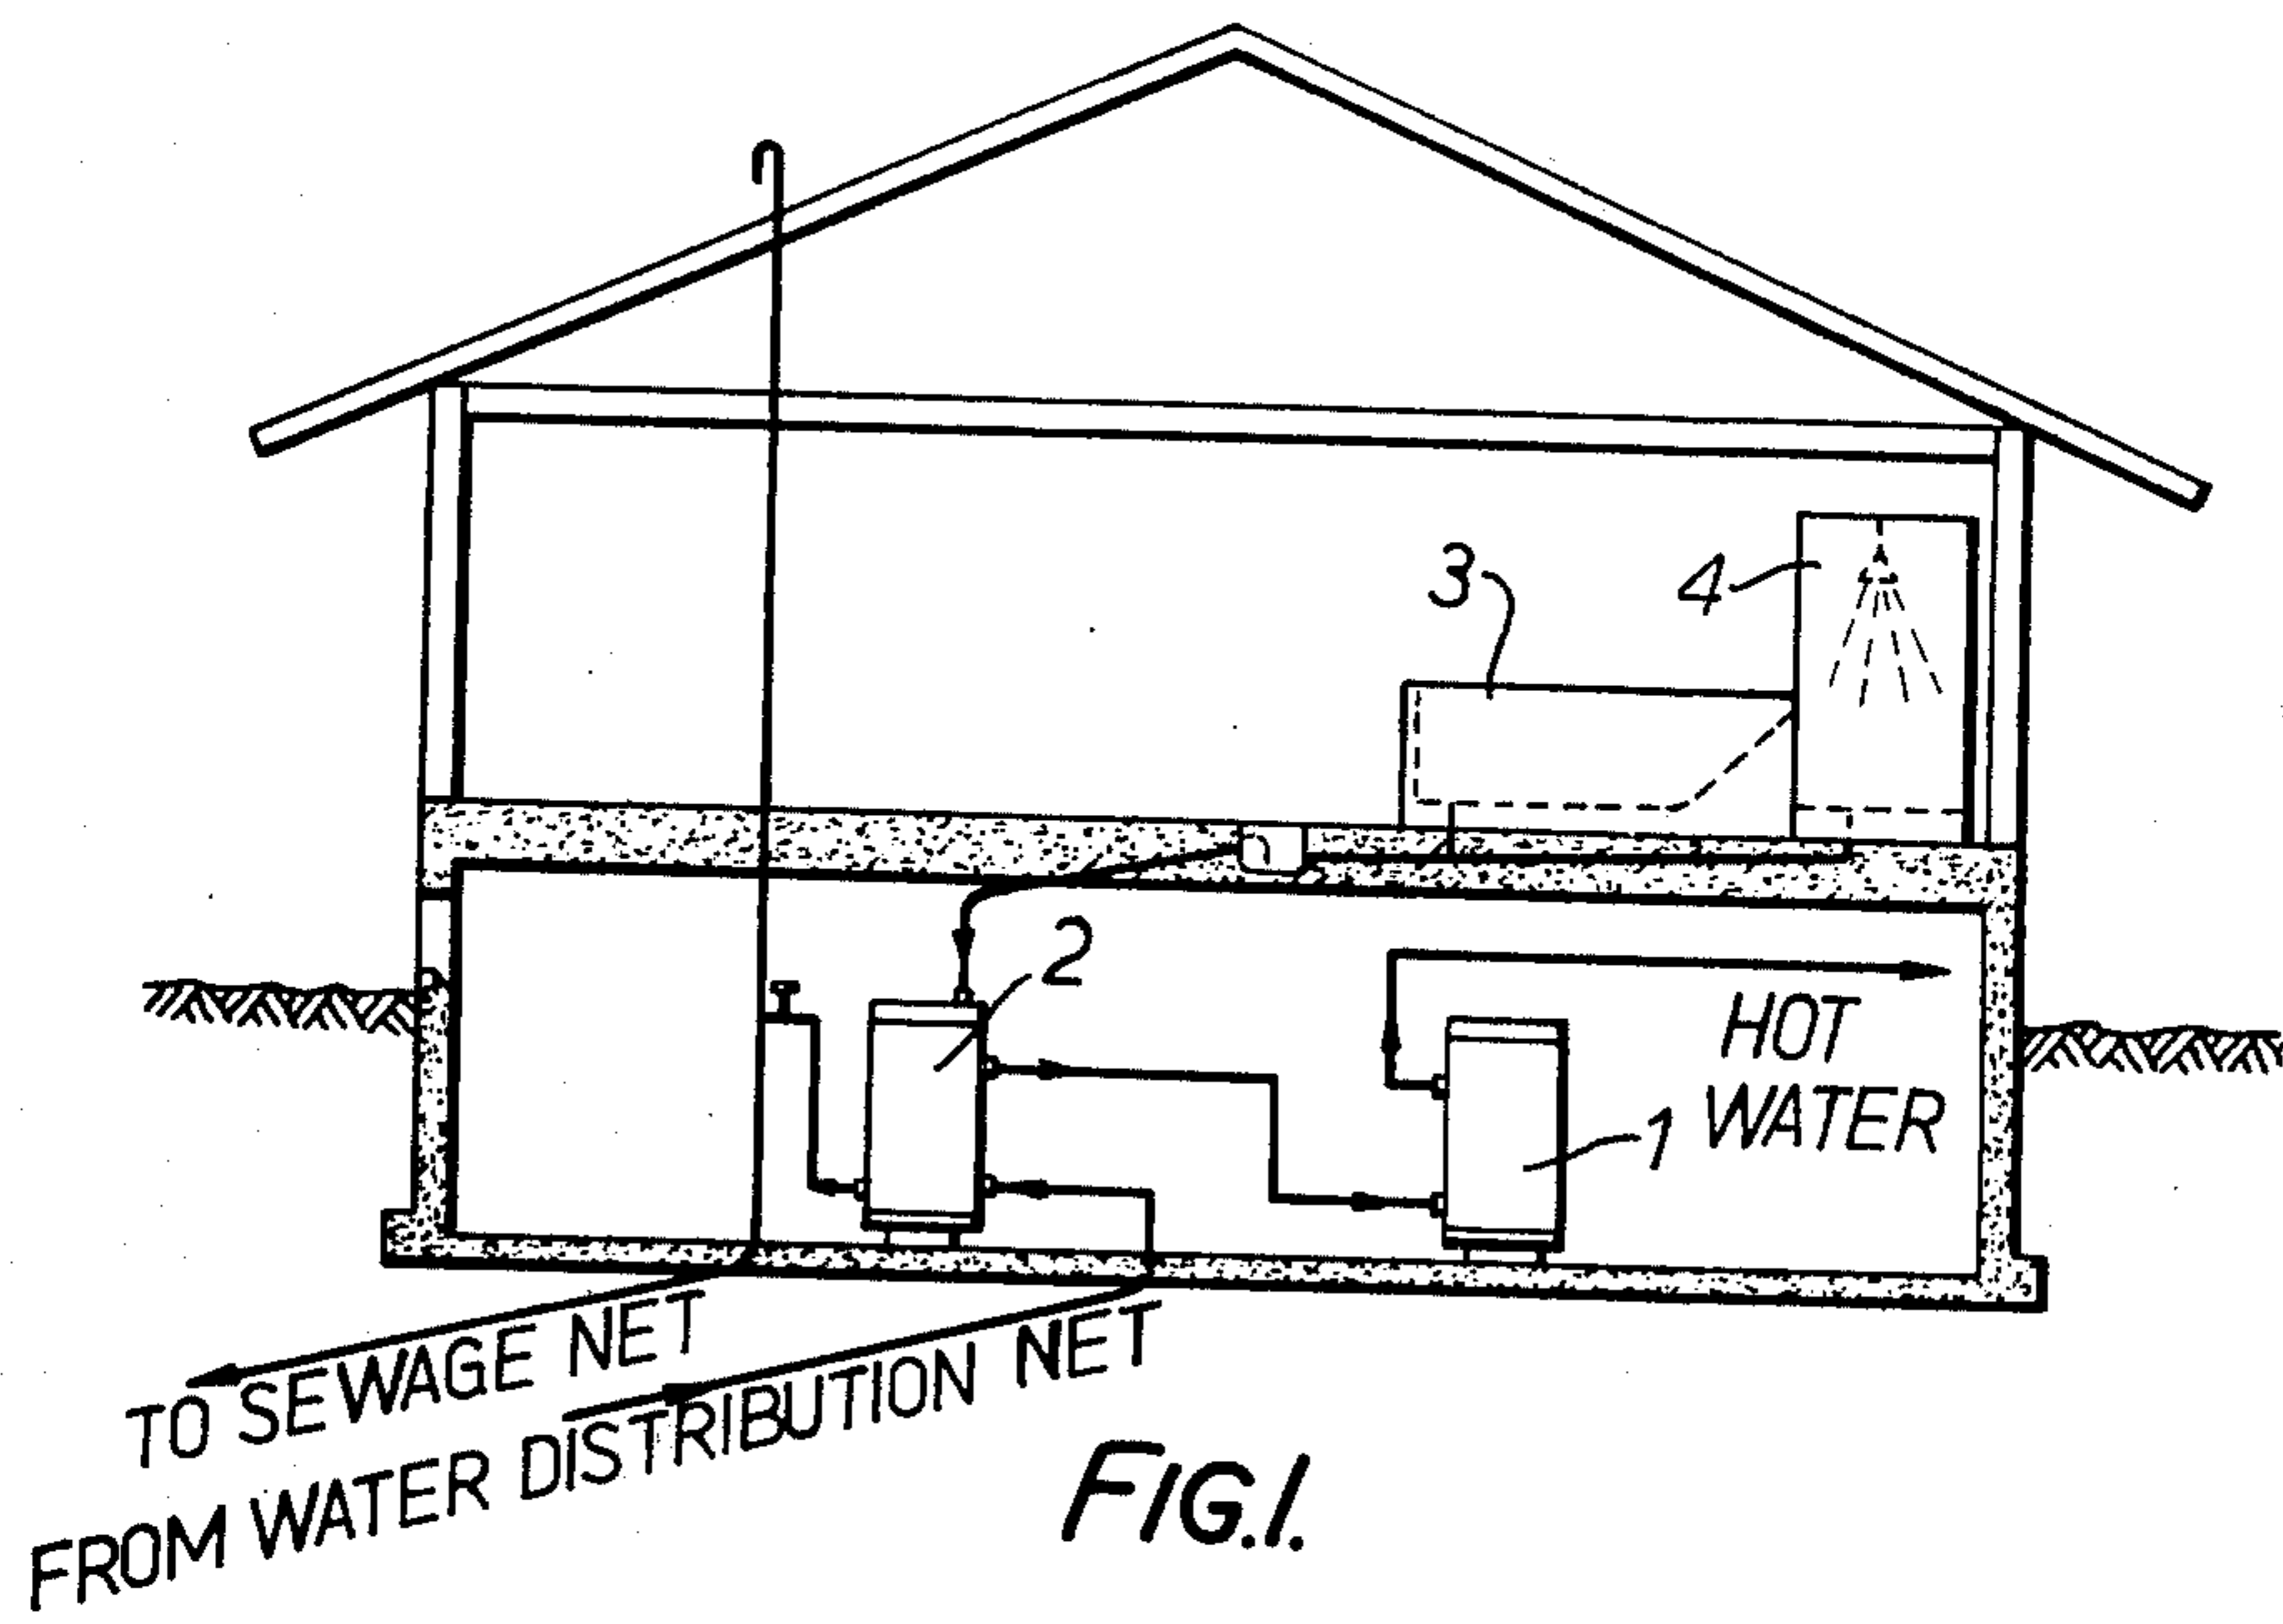 3
4
2
HOT
WATER
1
TO SEWAGE NET
FROM WATER DISTRIBUTION NET
FIG.1.